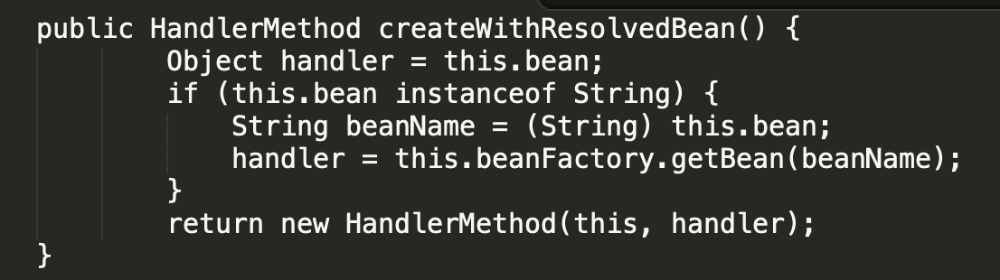 public HandlerMethod createWithResolvedBean() {
        Object handler = this.bean;
        if (this.bean instanceof String) {
            String beanName = (String) this.bean;
            handler = this.beanFactory.getBean(beanName);
        }
        return new HandlerMethod(this, handler);
}